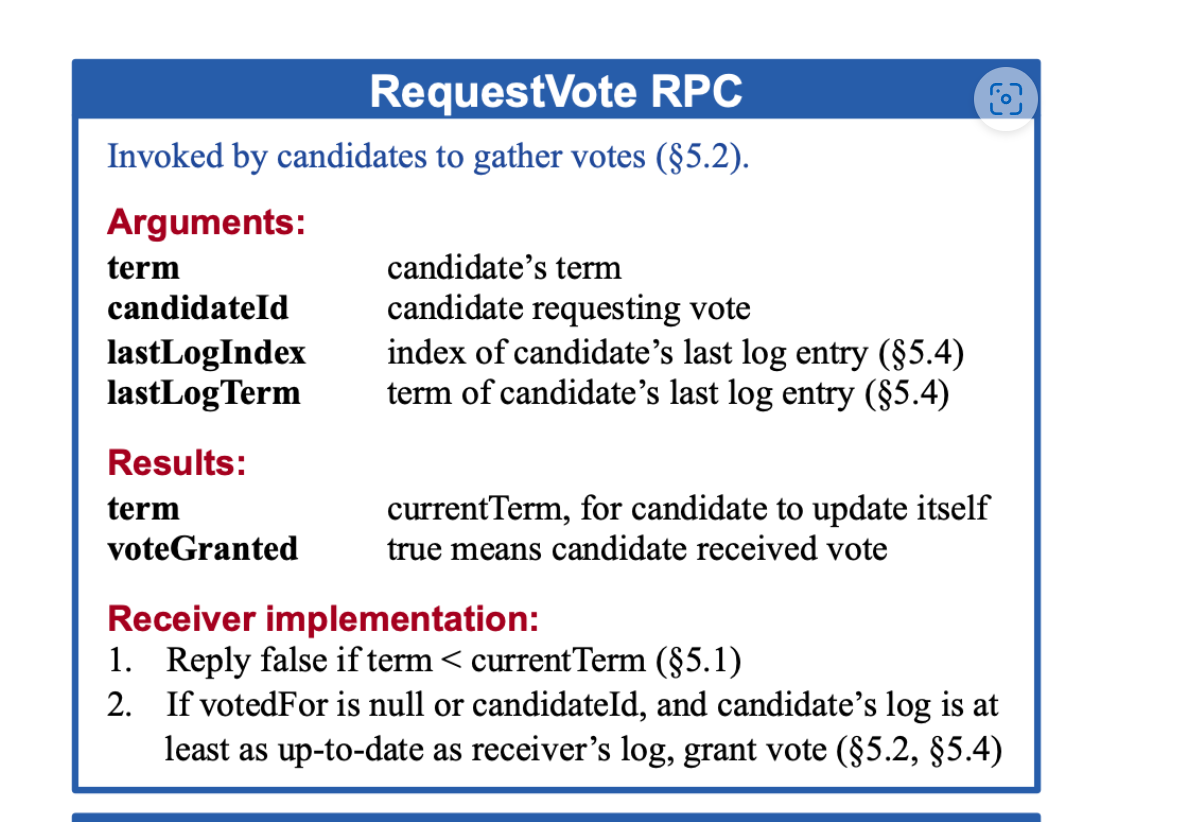 RequestVote RPC
Invoked by candidates to gather votes (§5.2).
Arguments:
term candidate’s term
candidateId candidate requesting vote
lastLogIndex index of candidate’s last log entry (§5.4)
lastLogTerm term of candidate’s last log entry (§5.4)
Results:
term currentTerm, for candidate to update itself
voteGranted true means candidate received vote
Receiver implementation:
1. Reply false if term < currentTerm (§5.1)
2. If votedFor is null or candidateId, and candidate’s log is at
least as up-to-date as receiver’s log, grant vote (§5.2, §5.4)